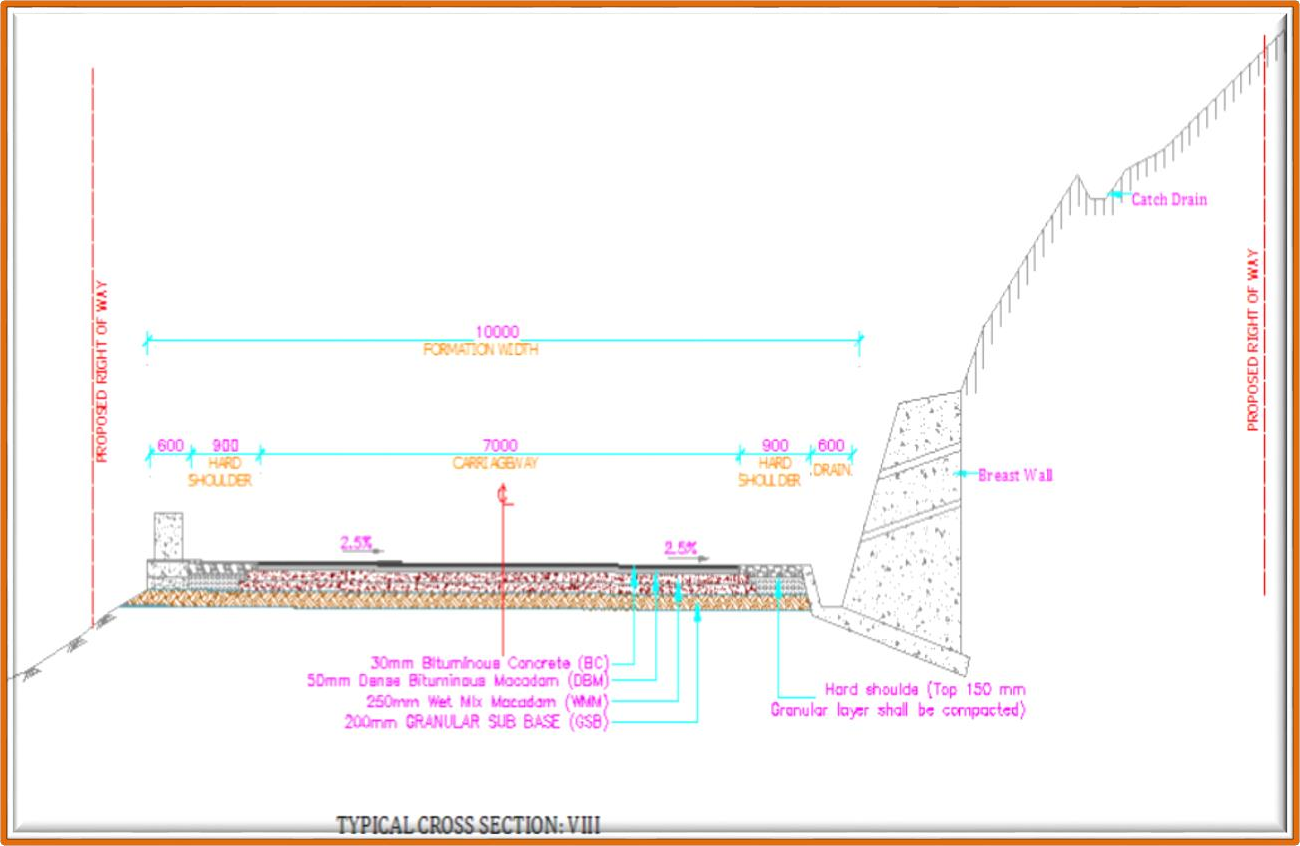 Catch Drain
PROPOSED RIGHT OF WAY
PROPOSED RIGHT OF WAY
10000
FORMATION WIDTH
600 900 7000 900 600
HARD SHOULDER
CARRIAGEWAY
HARD SHOULDER
DRAIN
Breast Wall
CL
2.5%
2.5%
30mm Bituminous Concrete (BC)
50mm Dense Bituminous Macadam (DBM)
250mm Wet Mix Macadam (WMM)
200mm GRANULAR SUB BASE (GSB)
Hard shoulde (Top 150 mm
Granular layer shall be compacted)
TYPICAL CROSS SECTION: VIII